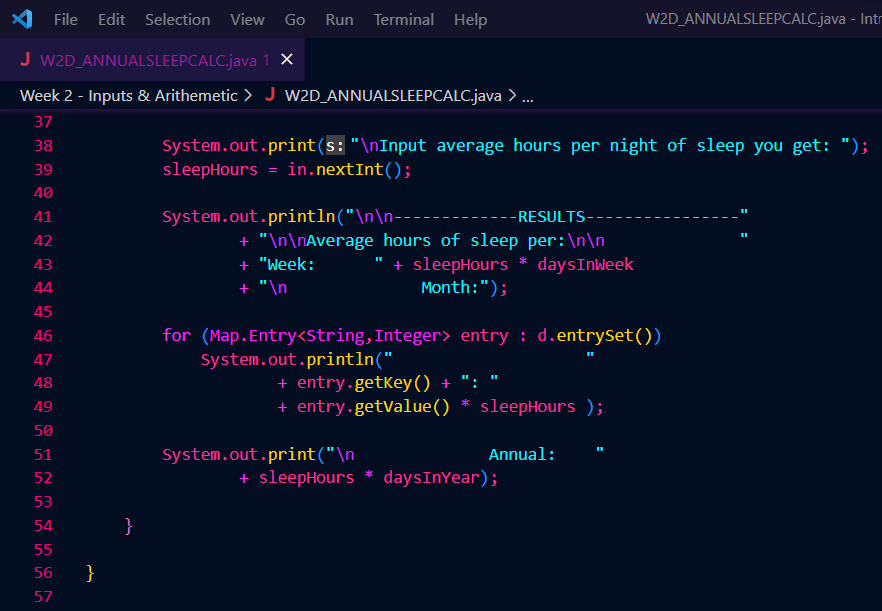 File Edit Selection View Go Run Terminal Help W2D_ANNUALSLEEPCALC.java - Intr
J W2D_ANNUALSLEEPCALC.java 1 ✕
Week 2 - Inputs & Arithemetic > J W2D_ANNUALSLEEPCALC.java > ...
37
38 System.out.print(s: "\nInput average hours per night of sleep you get: ");
39 sleepHours = in.nextInt();
40
41 System.out.println("\n\n-------------RESULTS----------------"
42 + "\n\nAverage hours of sleep per:\n\n              "
43 + "Week:      " + sleepHours * daysInWeek
44 + "\n              Month:");
45
46 for (Map.Entry<String,Integer> entry : d.entrySet())
47 System.out.println("                    "
48 + entry.getKey() + ": "
49 + entry.getValue() * sleepHours );
50
51 System.out.print("\n              Annual:    "
52 + sleepHours * daysInYear);
53
54 }
55
56 }
57